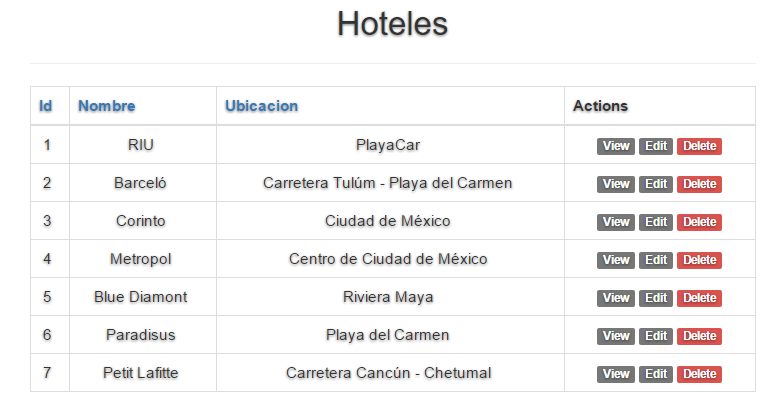 Hoteles
Id Nombre Ubicacion Actions
1 RIU PlayaCar View Edit Delete
2 Barceló Carretera Tulúm - Playa del Carmen View Edit Delete
3 Corinto Ciudad de México View Edit Delete
4 Metropol Centro de Ciudad de México View Edit Delete
5 Blue Diamont Riviera Maya View Edit Delete
6 Paradisus Playa del Carmen View Edit Delete
7 Petit Lafitte Carretera Cancún - Chetumal View Edit Delete